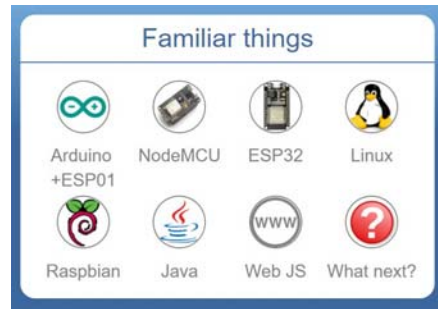 Familiar things
Arduino
+ESP01
NodeMCU
ESP32
Linux
Raspbian
Java
www
Web JS
?
What next?